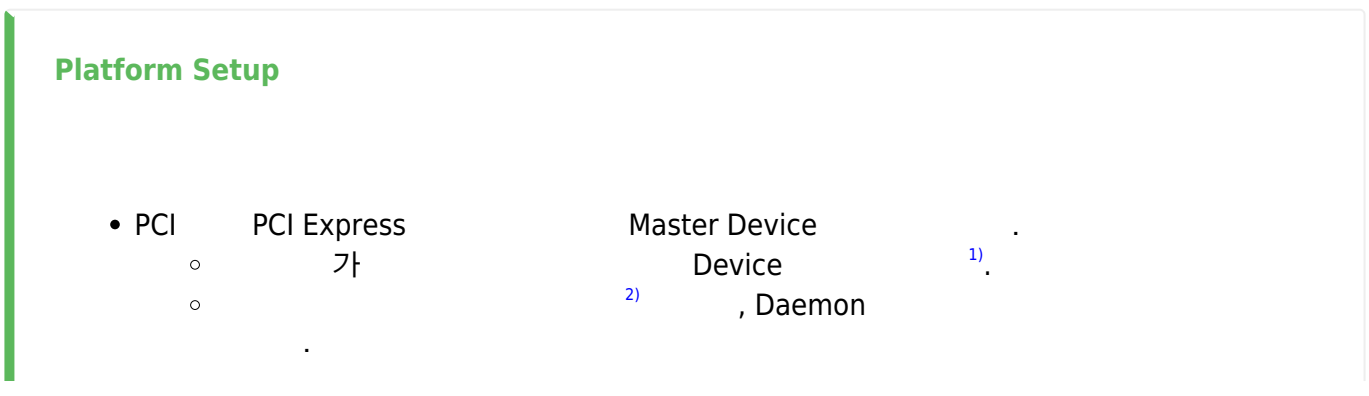 Platform Setup
• PCI PCI Express Master Device .
◦ 가 Device 1).
◦ 2) , Daemon
.